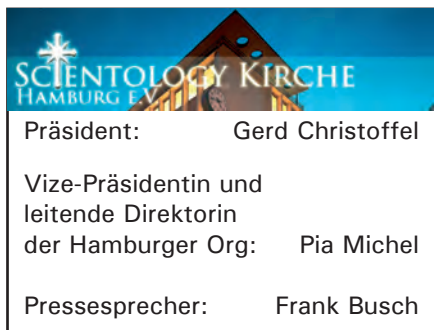 SCIENTOLOGY KIRCHE
HAMBURG E.V.
Präsident: Gerd Christoffel
Vize-Präsidentin und
leitende Direktorin
der Hamburger Org: Pia Michel
Pressesprecher: Frank Busch